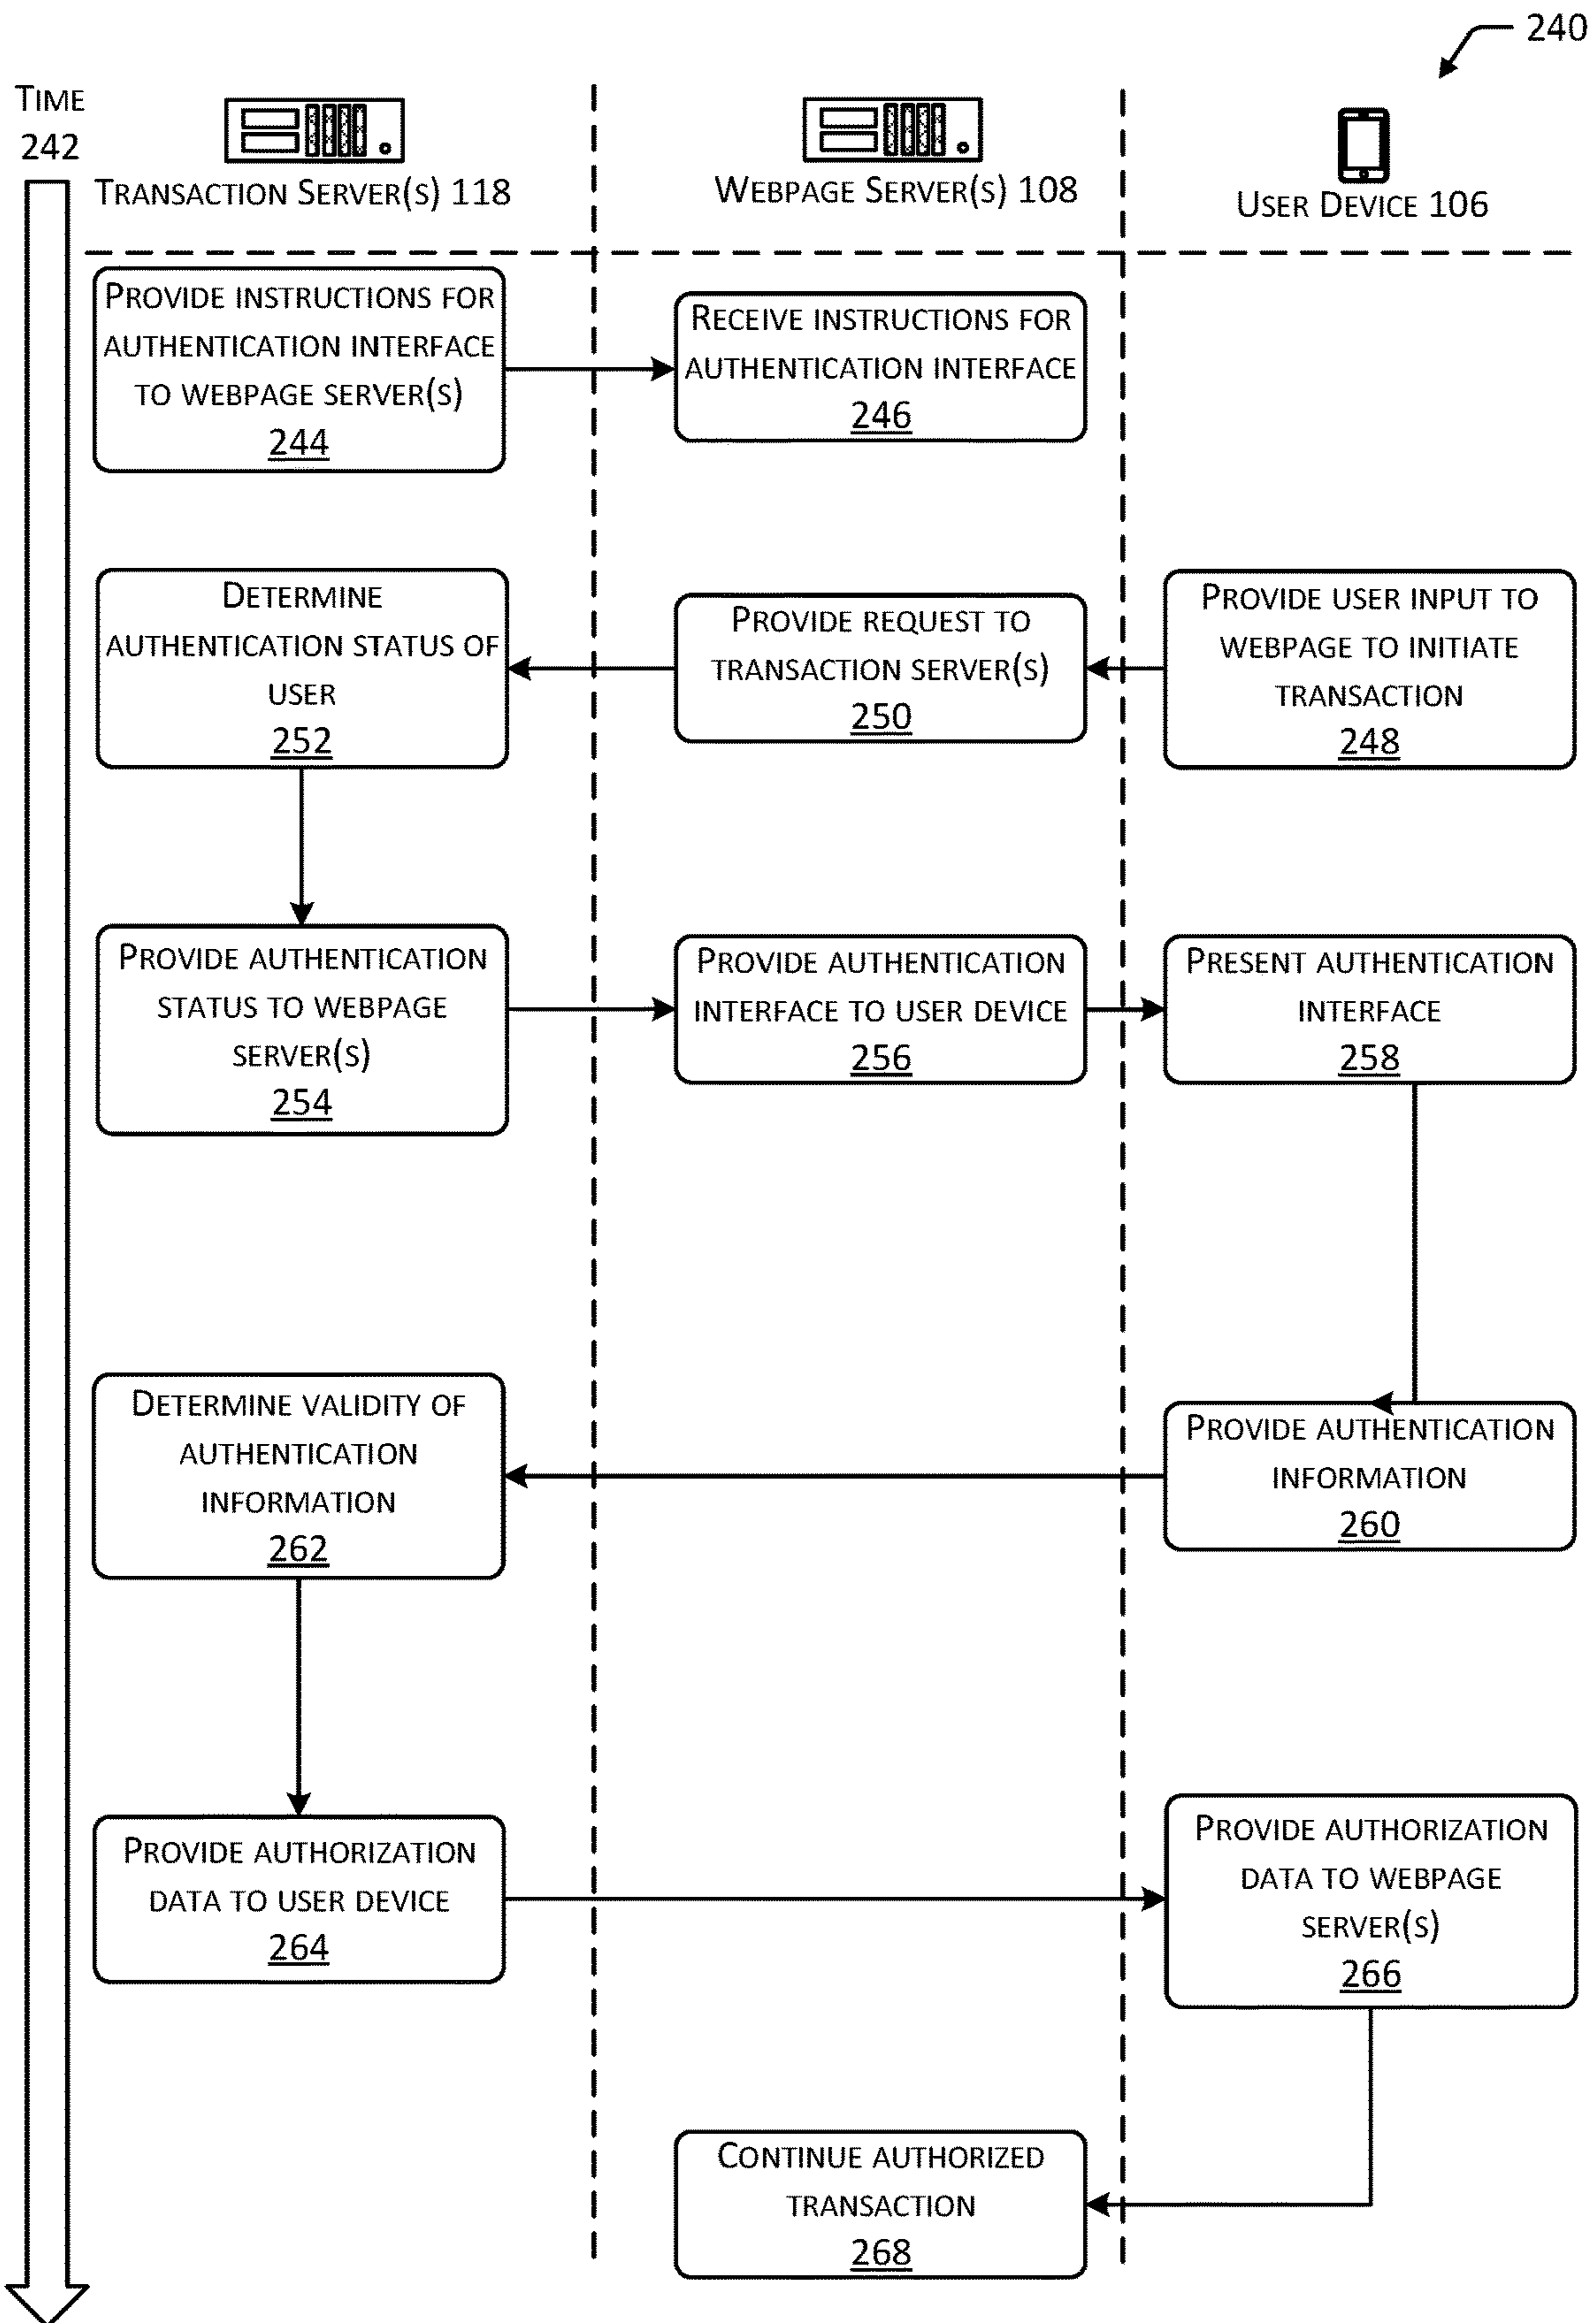 240
TIME
242
TRANSACTION SERVER(S) 118
WEBPAGE SERVER(S) 108
USER DEVICE 106
PROVIDE INSTRUCTIONS FOR
AUTHENTICATION INTERFACE
TO WEBPAGE SERVER(S)
244
RECEIVE INSTRUCTIONS FOR
AUTHENTICATION INTERFACE
246
PROVIDE USER INPUT TO
WEBPAGE TO INITIATE
TRANSACTION
248
PROVIDE REQUEST TO
TRANSACTION SERVER(S)
250
DETERMINE
AUTHENTICATION STATUS OF
USER
252
PROVIDE AUTHENTICATION
STATUS TO WEBPAGE
SERVER(S)
254
PROVIDE AUTHENTICATION
INTERFACE TO USER DEVICE
256
PRESENT AUTHENTICATION
INTERFACE
258
PROVIDE AUTHENTICATION
INFORMATION
260
DETERMINE VALIDITY OF
AUTHENTICATION
INFORMATION
262
PROVIDE AUTHORIZATION
DATA TO USER DEVICE
264
PROVIDE AUTHORIZATION
DATA TO WEBPAGE
SERVER(S)
266
CONTINUE AUTHORIZED
TRANSACTION
268